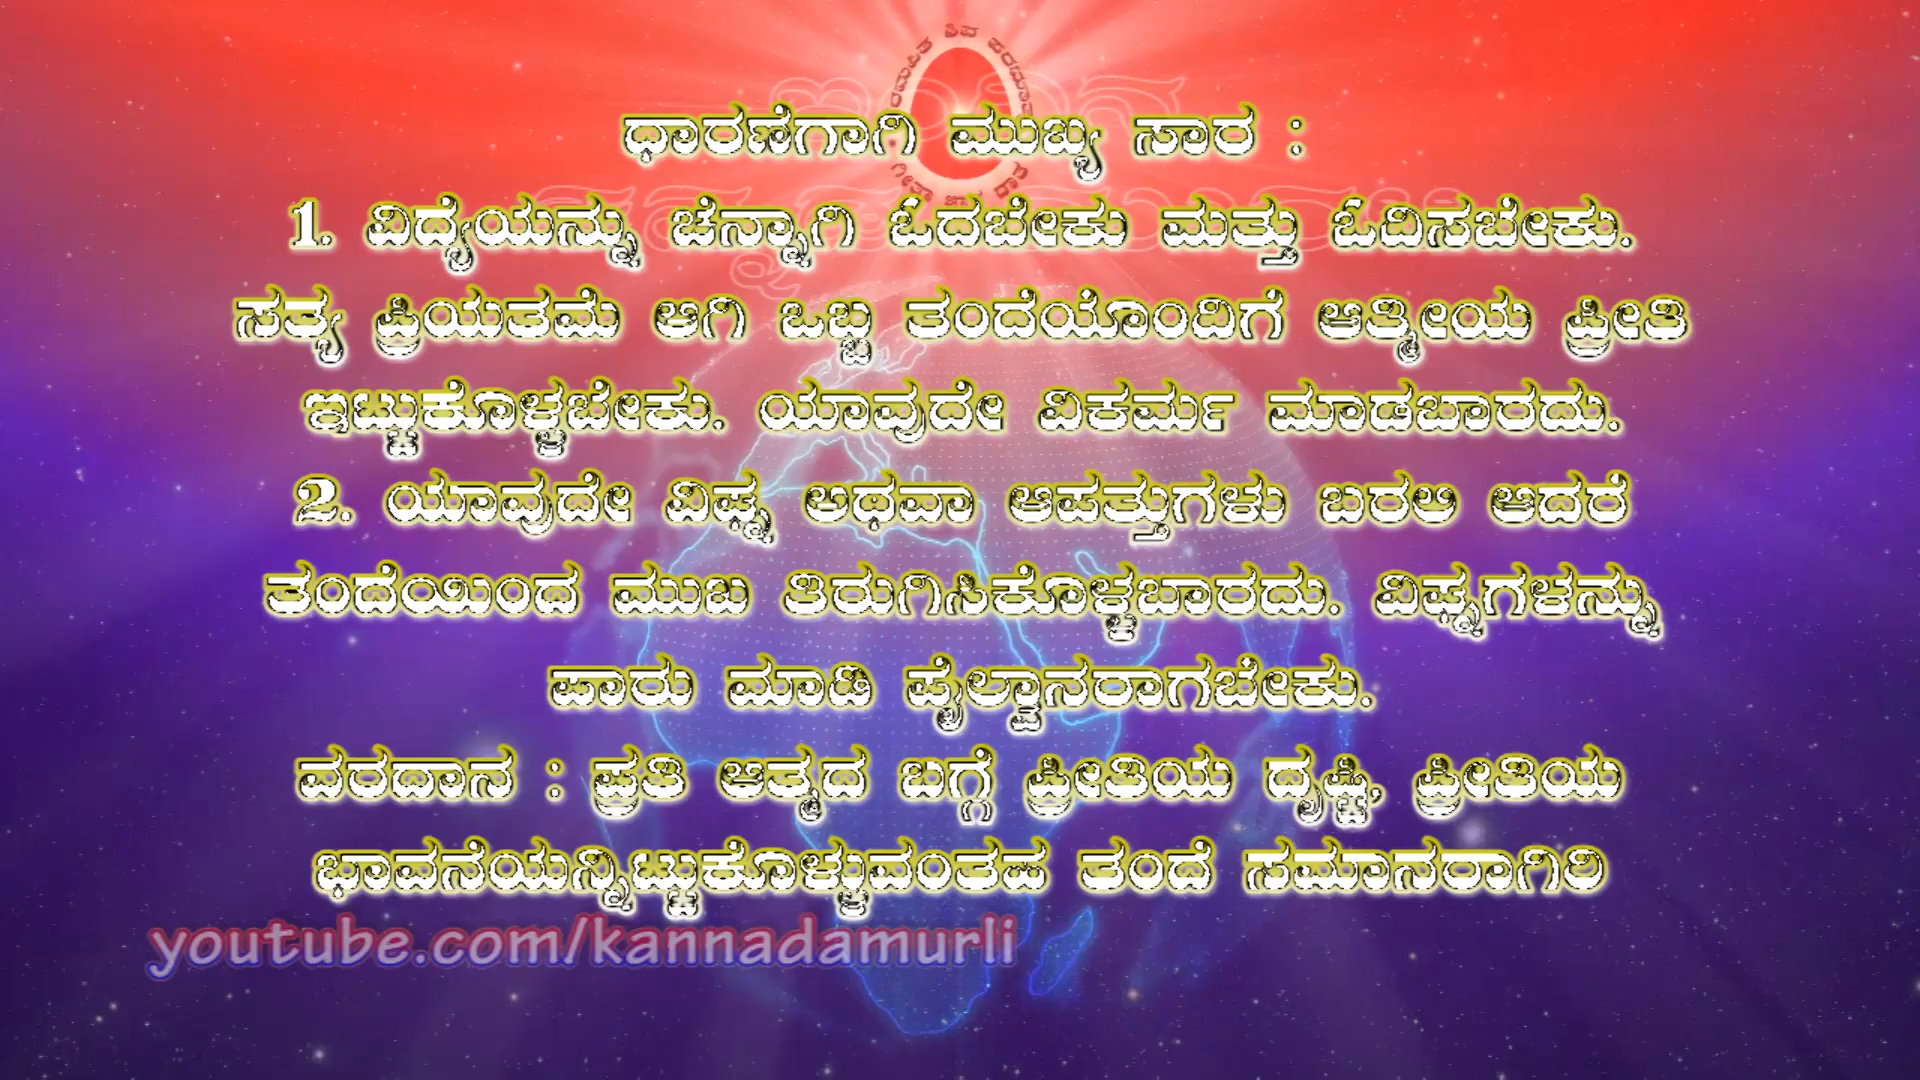 ಧಾರಣೆಗಾಗಿ ಮುಖ್ಯ ಸಾರ :
1. ವಿದ್ಯೆಯನ್ನು ಚೆನ್ನಾಗಿ ಓದಬೇಕು ಮತ್ತು ಓದಿಸಬೇಕು.
ಸತ್ಯ ಪ್ರಿಯತಮೆ ಆಗಿ ಒಬ್ಬ ತಂದೆಯೊಂದಿಗೆ ಆತ್ಮೀಯ ಪ್ರೀತಿ
ಇಟ್ಟುಕೊಳ್ಳಬೇಕು. ಯಾವುದೇ ವಿಕರ್ಮ ಮಾಡಬಾರದು.
2. ಯಾವುದೇ ವಿಘ್ನ ಅಥವಾ ಆಪತ್ತುಗಳು ಬರಲಿ ಆದರೆ
ತಂದೆಯಿಂದ ಮುಖ ತಿರುಗಿಸಿಕೊಳ್ಳಬಾರದು. ವಿಘ್ನಗಳನ್ನು
ಪಾರು ಮಾಡಿ ಪೈಲ್ವಾನರಾಗಬೇಕು.
ವರದಾನ : ಪ್ರತಿ ಆತ್ಮದ ಬಗ್ಗೆ ಪ್ರೀತಿಯ ದೃಷ್ಟಿ, ಪ್ರೀತಿಯ
ಭಾವನೆಯನ್ನಿಟ್ಟುಕೊಳ್ಳುವಂತಹ ತಂದೆ ಸಮಾನರಾಗಿರಿ
youtube.com/kannadamurli